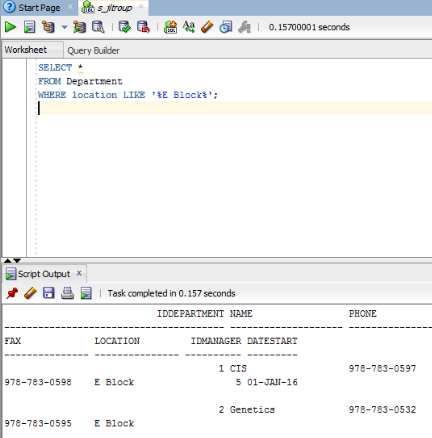 Start Page s_jitroup
0.15700001 seconds
Worksheet Query Builder
SELECT *
FROM Department
WHERE location LIKE '%E Block%';
Script Output
Task completed in 0.157 seconds
IDDEPARTMENT NAME PHONE
FAX LOCATION IDMANAGER DATESTART
1 CIS 978-783-0597
978-783-0598 E Block 5 01-JAN-16
2 Genetics 978-783-0532
978-783-0595 E Block